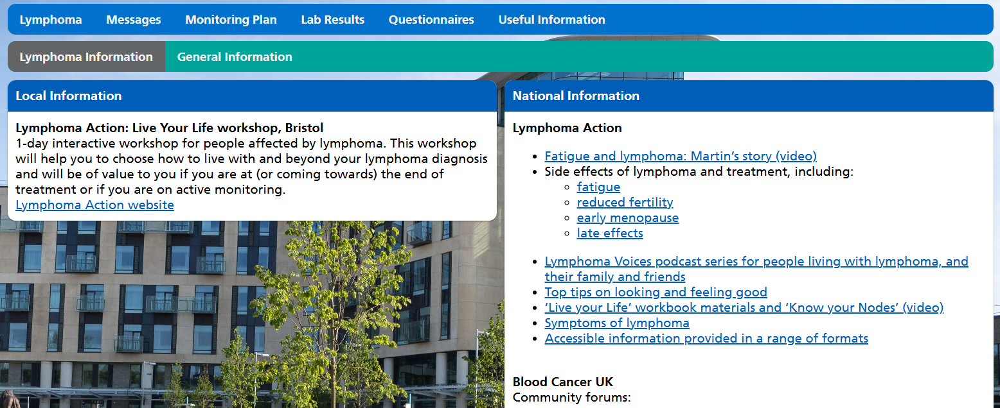 Lymphoma Messages Monitoring Plan Lab Results Questionnaires Useful Information
Lymphoma Information General Information
Local Information
Lymphoma Action: Live Your Life workshop, Bristol
1-day interactive workshop for people affected by lymphoma. This workshop
will help you to choose how to live with and beyond your lymphoma diagnosis
and will be of value to you if you are at (or coming towards) the end of
treatment or if you are on active monitoring.
Lymphoma Action website
National Information
Lymphoma Action
• Fatigue and lymphoma: Martin’s story (video)
• Side effects of lymphoma and treatment, including:
◦ fatigue
◦ reduced fertility
◦ early menopause
◦ late effects
• Lymphoma Voices podcast series for people living with lymphoma, and
their family and friends
• Top tips on looking and feeling good
• ‘Live your Life’ workbook materials and ‘Know your Nodes’ (video)
• Symptoms of lymphoma
• Accessible information provided in a range of formats
Blood Cancer UK
Community forums: